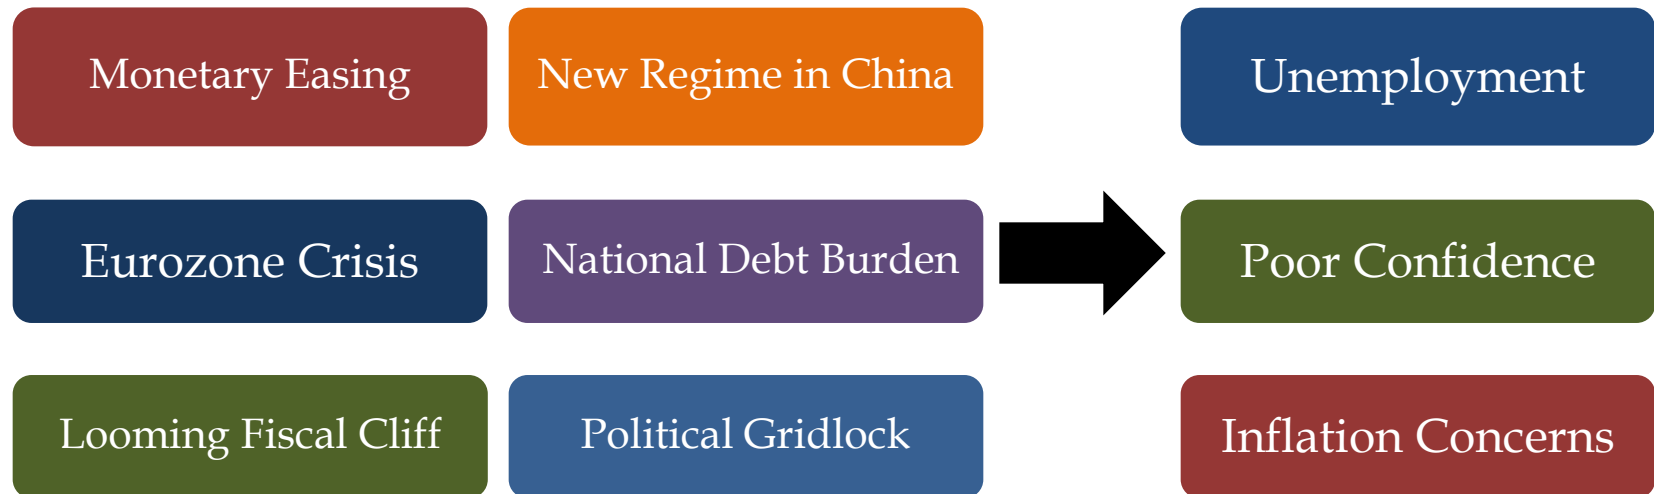 Monetary Easing
New Regime in China
Unemployment
Eurozone Crisis
National Debt Burden
Poor Confidence
Looming Fiscal Cliff
Political Gridlock
Inflation Concerns